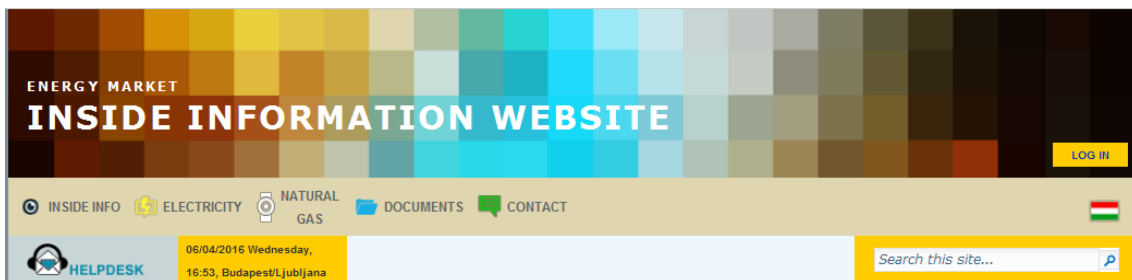 ENERGY MARKET
INSIDE INFORMATION WEBSITE
LOG IN
INSIDE INFO ELECTRICITY NATURAL GAS DOCUMENTS CONTACT
HELPDESK
06/04/2016 Wednesday,
16:53, Budapest/Ljubljana
Search this site...